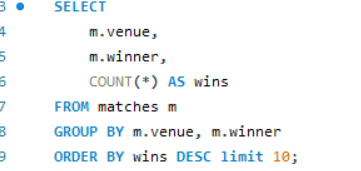 3 SELECT
4 m.venue,
5 m.winner,
6 COUNT(*) AS wins
7 FROM matches m
8 GROUP BY m.venue, m.winner
9 ORDER BY wins DESC limit 10;